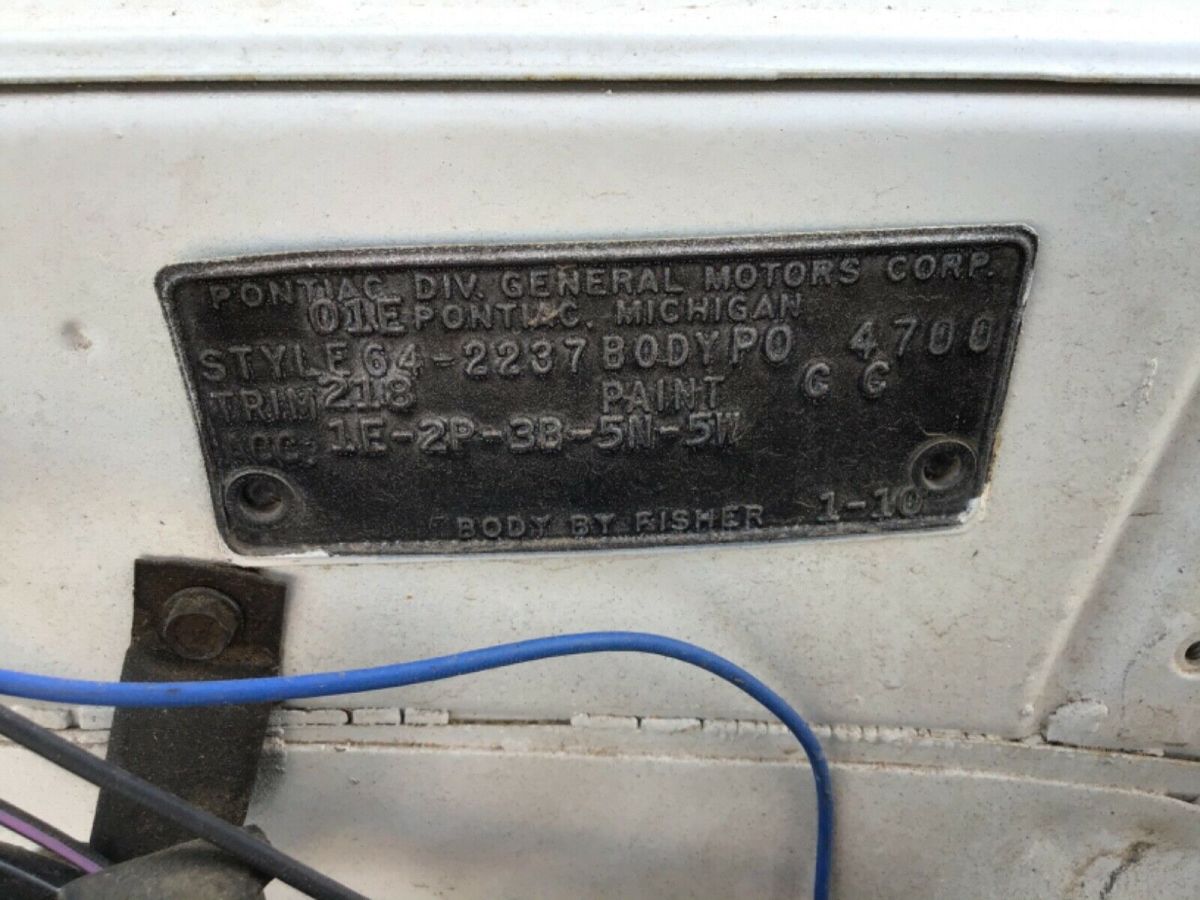 PONTIAC DIV. GENERAL MOTORS CORP.
01E PONTIAC, MICHIGAN
STYLE 64-2237 BODY PO 4700
TRIM 218 PAINT C C
ACC. 1E-2P-3B-5N-5W
BODY BY FISHER 1-10